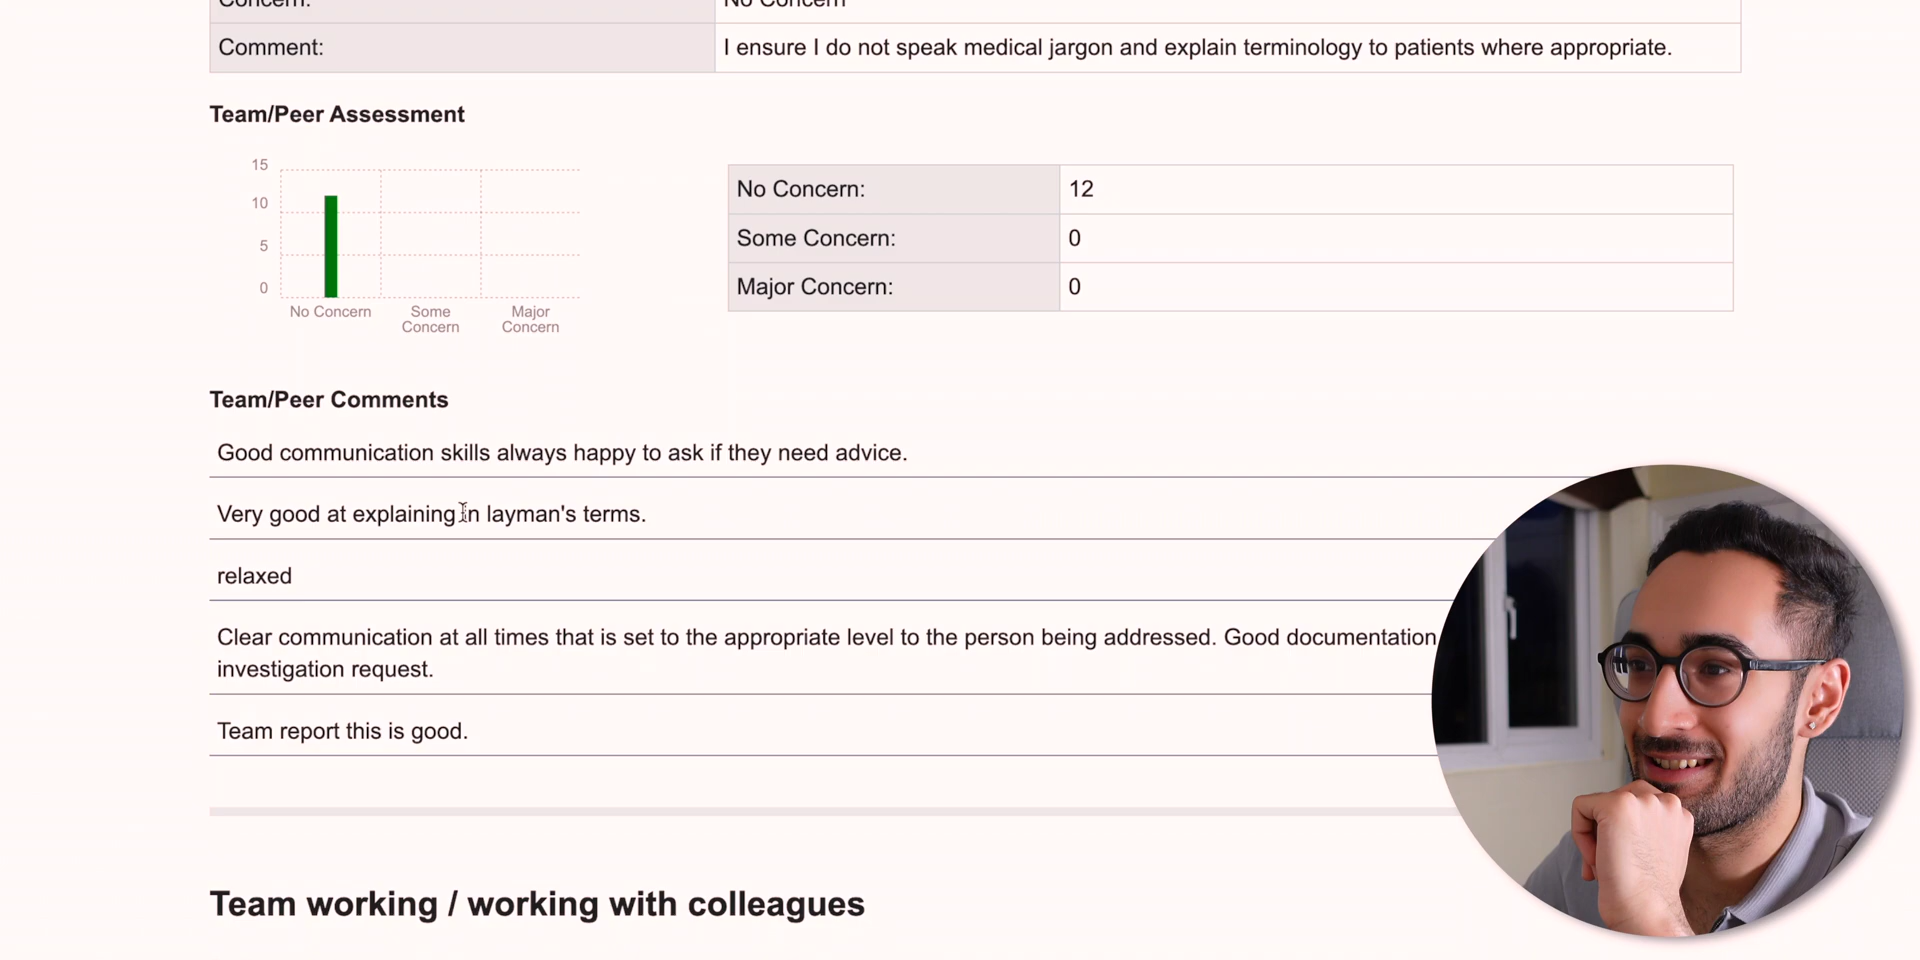 Concern: No Concern
Comment: I ensure I do not speak medical jargon and explain terminology to patients where appropriate.
Team/Peer Assessment
15
10
5
0
No Concern
Some Concern
Major Concern
No Concern: 12
Some Concern: 0
Major Concern: 0
Team/Peer Comments
Good communication skills always happy to ask if they need advice.
Very good at explaining in layman's terms.
relaxed
Clear communication at all times that is set to the appropriate level to the person being addressed. Good documentation
investigation request.
Team report this is good.
Team working / working with colleagues